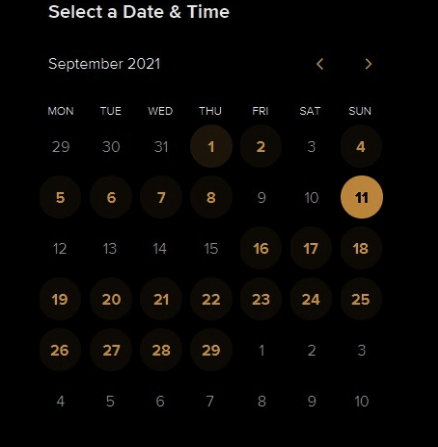 Select a Date & Time
September 2021
MON TUE WED THU FRI SAT SUN
29 30 31 1 2 3 4
5 6 7 8 9 10 11
12 13 14 15 16 17 18
19 20 21 22 23 24 25
26 27 28 29 1 2 3
4 5 6 7 8 9 10